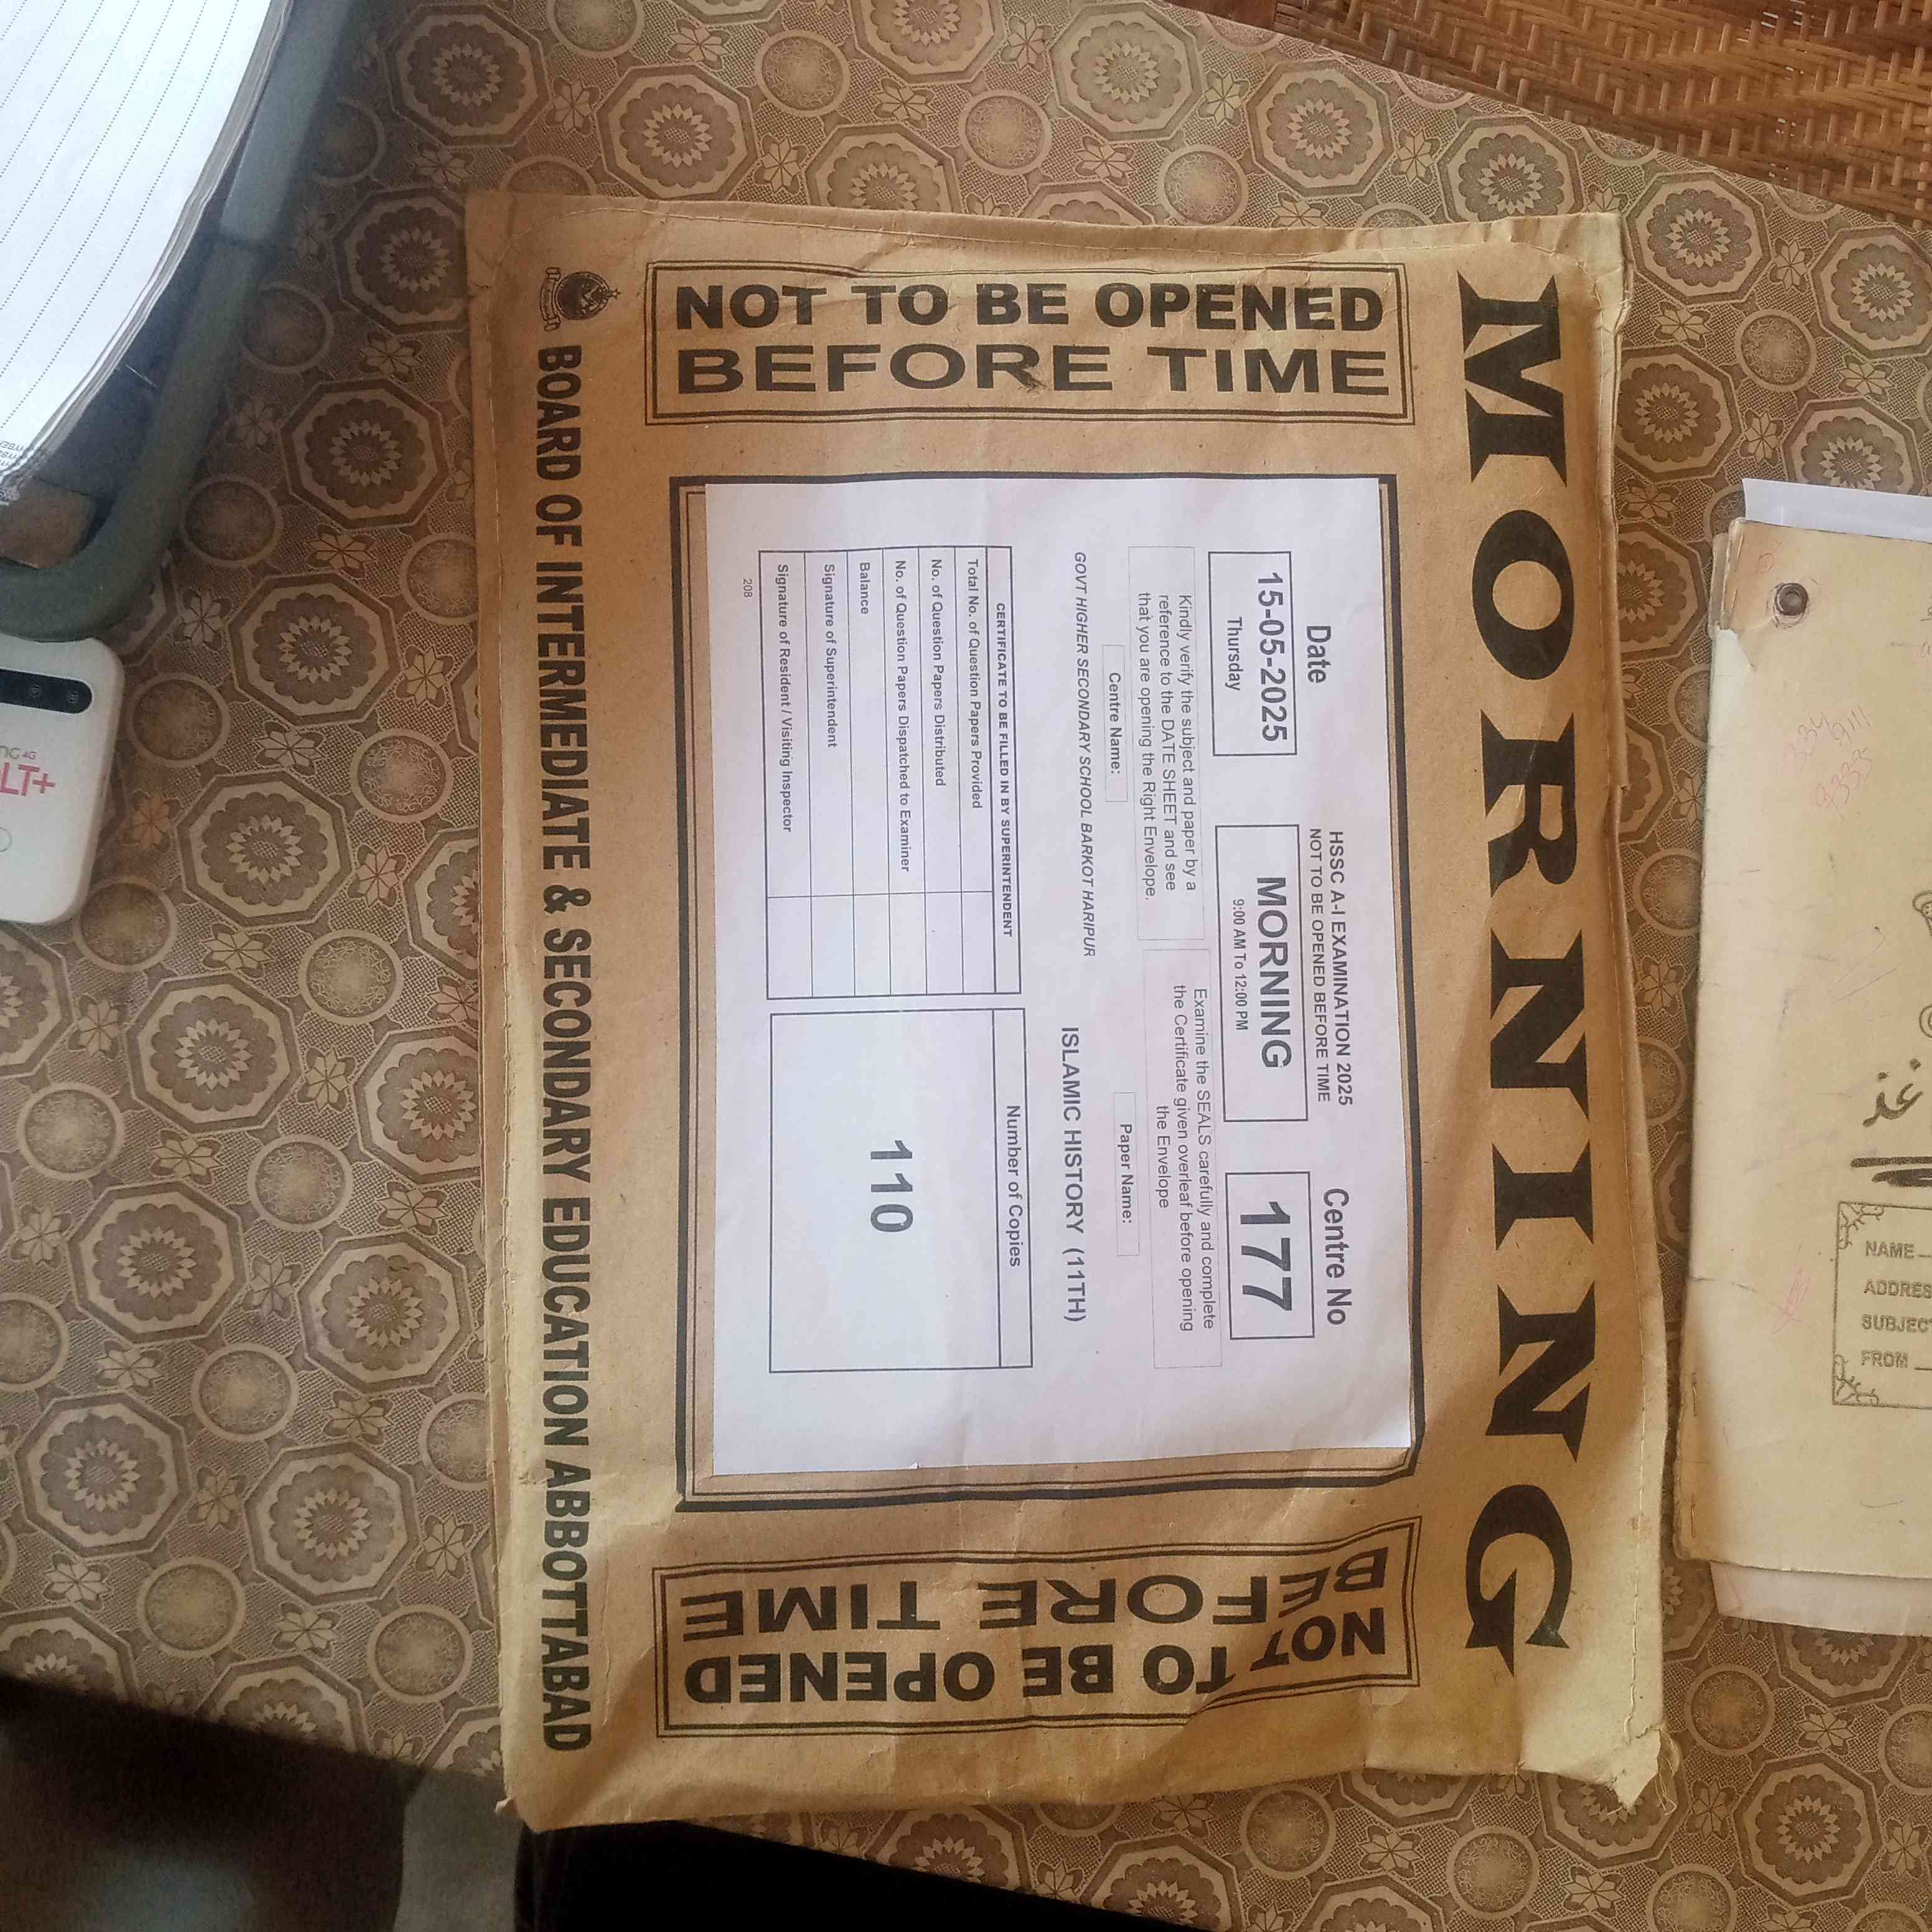 MORNING
NOT TO BE OPENED
BEFORE TIME
Date
15-05-2025
Thursday
HSSC A-I EXAMINATION 2025
NOT TO BE OPENED BEFORE TIME
MORNING
9:00 AM To 12:00 PM
Centre No
177
Kindly verify the subject and paper by a
reference to the DATE SHEET and see
that you are opening the Right Envelope.
Examine the SEALS carefully and complete
the Certificate given overleaf before opening
the Envelope
Centre Name:
GOVT HIGHER SECONDARY SCHOOL BARKOT HARIPUR
Paper Name:
ISLAMIC HISTORY (11TH)
CERTIFICATE TO BE FILLED IN BY SUPERINTENDENT
Total No. of Question Papers Provided
No. of Question Papers Distributed
No. of Question Papers Dispatched to Examiner
Balance
Signature of Superintendent
Signature of Resident / Visiting Inspector
Number of Copies
110
208
NOT TO BE OPENED
BEFORE TIME
BOARD OF INTERMEDIATE & SECONDARY EDUCATION ABBOTTABAD
NAME
SUBJECT
FROM
4G
LT+